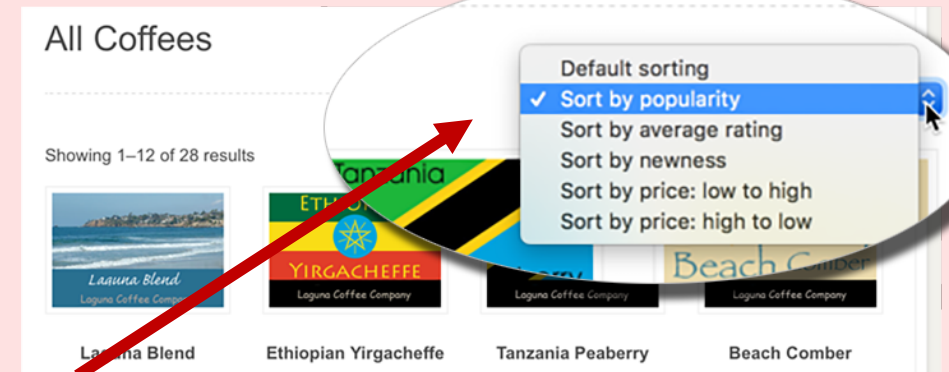 All Coffees
Default sorting
✓ Sort by popularity
Sort by average rating
Sort by newness
Sort by price: low to high
Sort by price: high to low
Showing 1–12 of 28 results
Laguna Blend
Laguna Coffee Company
YIRGACHEFFE
Laguna Coffee Company
Tanzania
Laguna Coffee Company
Beach Comber
Laguna Coffee Company
Laguna Blend
Ethiopian Yirgacheffe
Tanzania Peaberry
Beach Comber